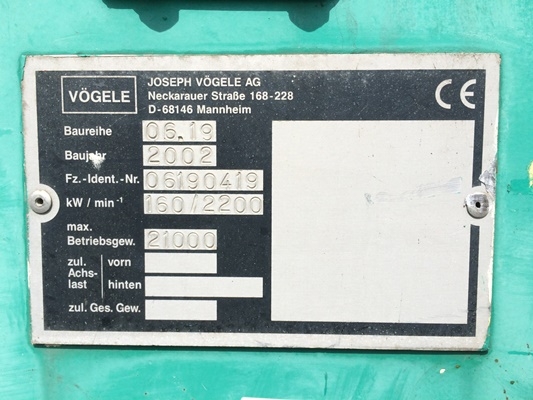 VÖGELE
JOSEPH VÖGELE AG
Neckarauer Straße 168-228
D-68146 Mannheim
CE
Baureihe 06.19
Baujahr 2002
Fz.-Ident.-Nr. 06190419
kW / min⁻¹ 160/2200
max.
Betriebsgew. 21000
zul. vorn
Achs-
last hinten
zul. Ges. Gew.